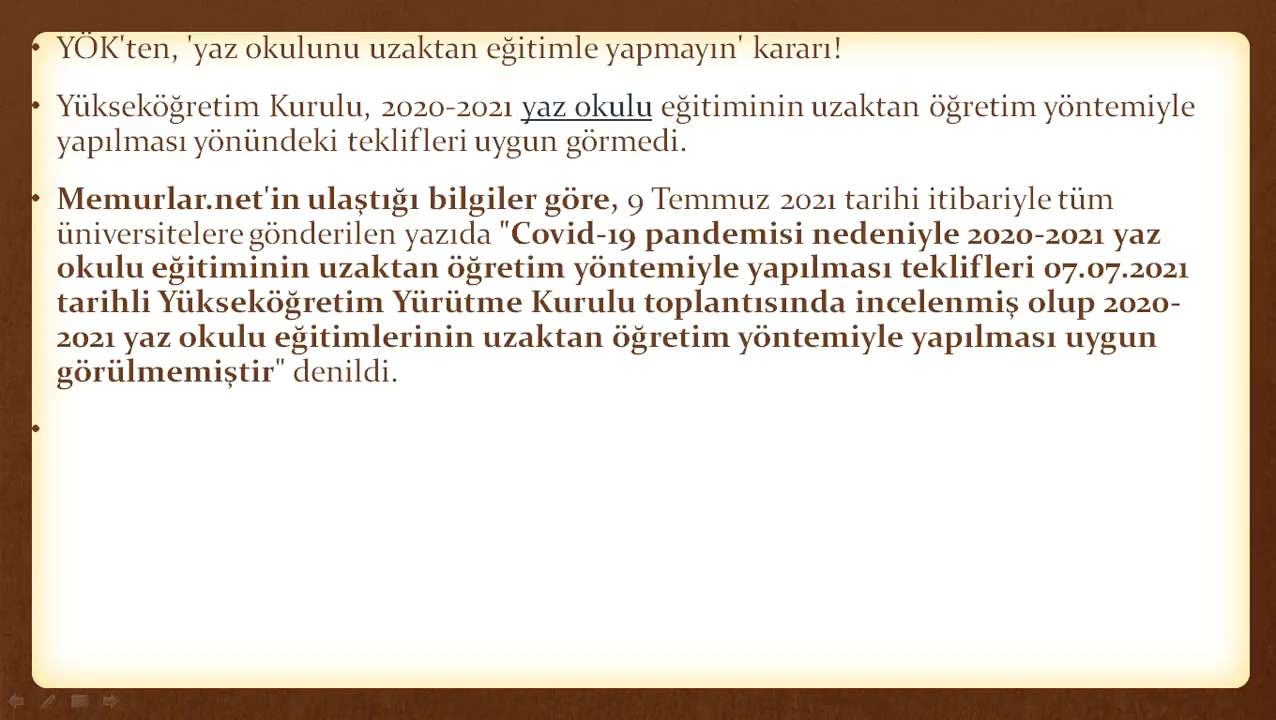 • YÖK'ten, 'yaz okulunu uzaktan eğitimle yapmayın' kararı!
• Yükseköğretim Kurulu, 2020-2021 yaz okulu eğitiminin uzaktan öğretim yöntemiyle
yapılması yönündeki teklifleri uygun görmedi.
• Memurlar.net'in ulaştığı bilgiler göre, 9 Temmuz 2021 tarihi itibariyle tüm
üniversitelere gönderilen yazıda "Covid-19 pandemisi nedeniyle 2020-2021 yaz
okulu eğitiminin uzaktan öğretim yöntemiyle yapılması teklifleri 07.07.2021
tarihli Yükseköğretim Yürütme Kurulu toplantısında incelenmiş olup 2020-
2021 yaz okulu eğitimlerinin uzaktan öğretim yöntemiyle yapılması uygun
görülmemiştir" denildi.
•